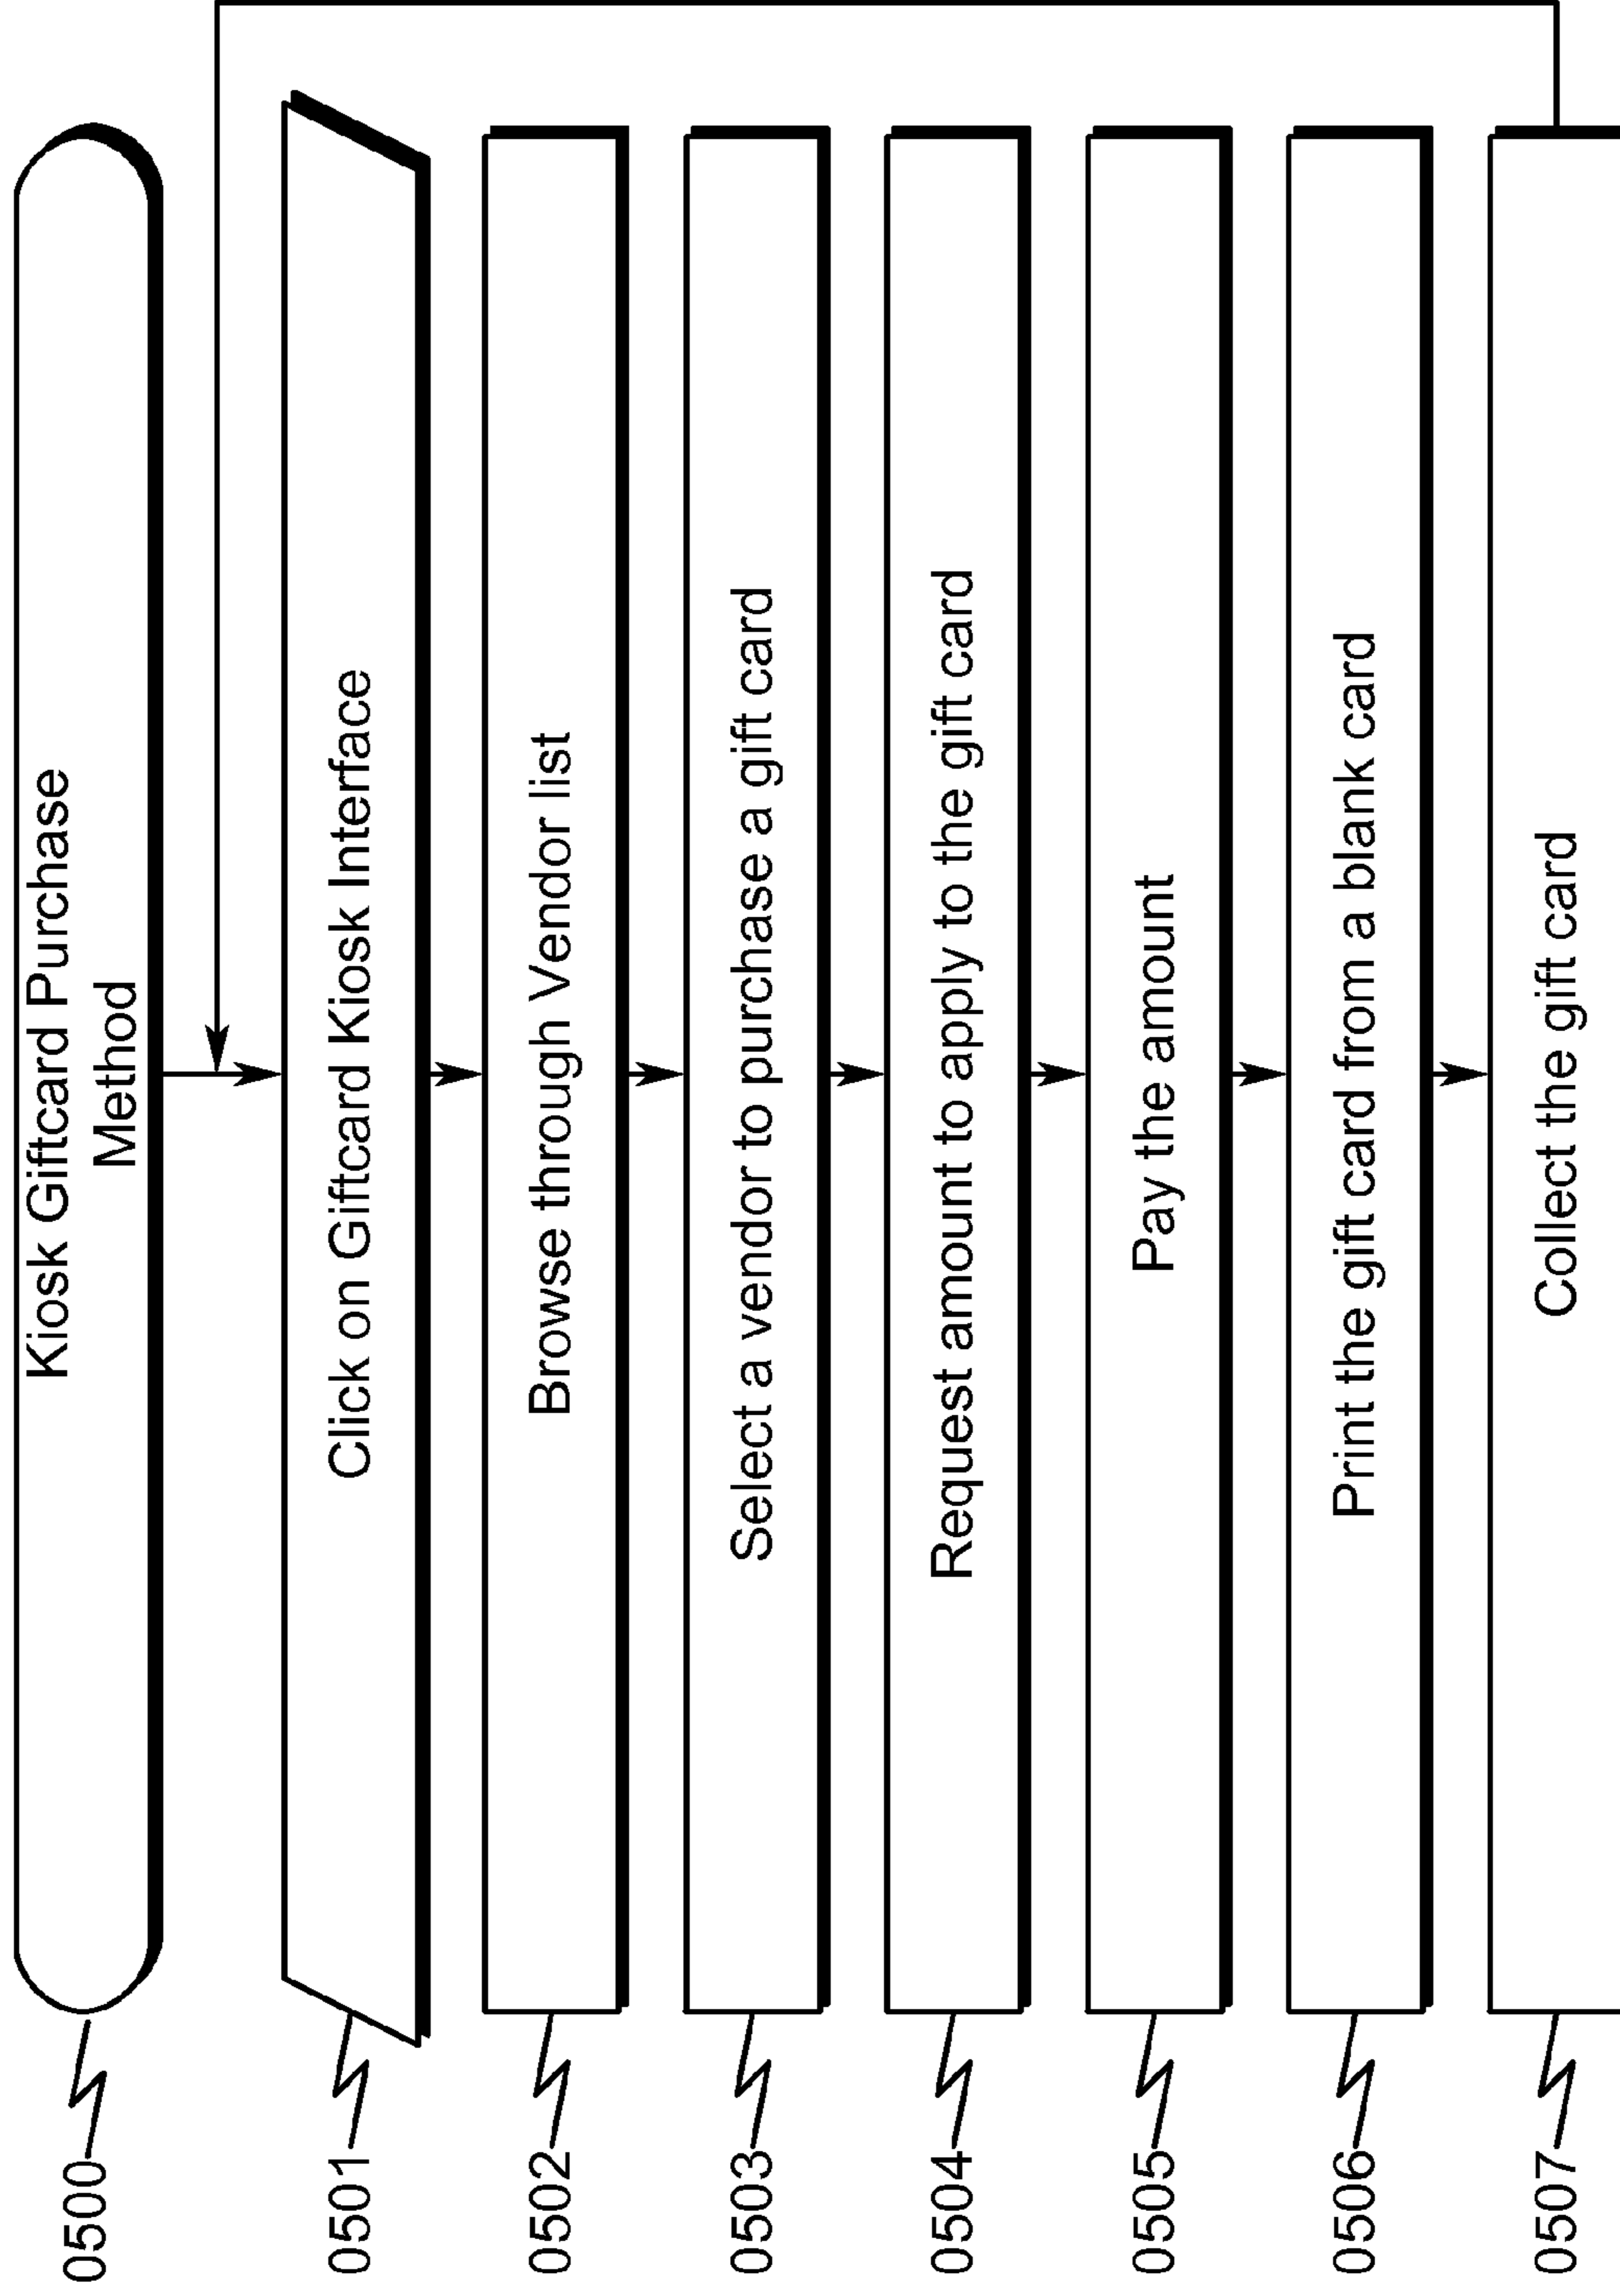 Kiosk Giftcard Purchase
Method
0500
Click on Giftcard Kiosk Interface
0501
Browse through Vendor list
0502
Select a vendor to purchase a gift card
0503
Request amount to apply to the gift card
0504
Pay the amount
0505
Print the gift card from a blank card
0506
Collect the gift card
0507